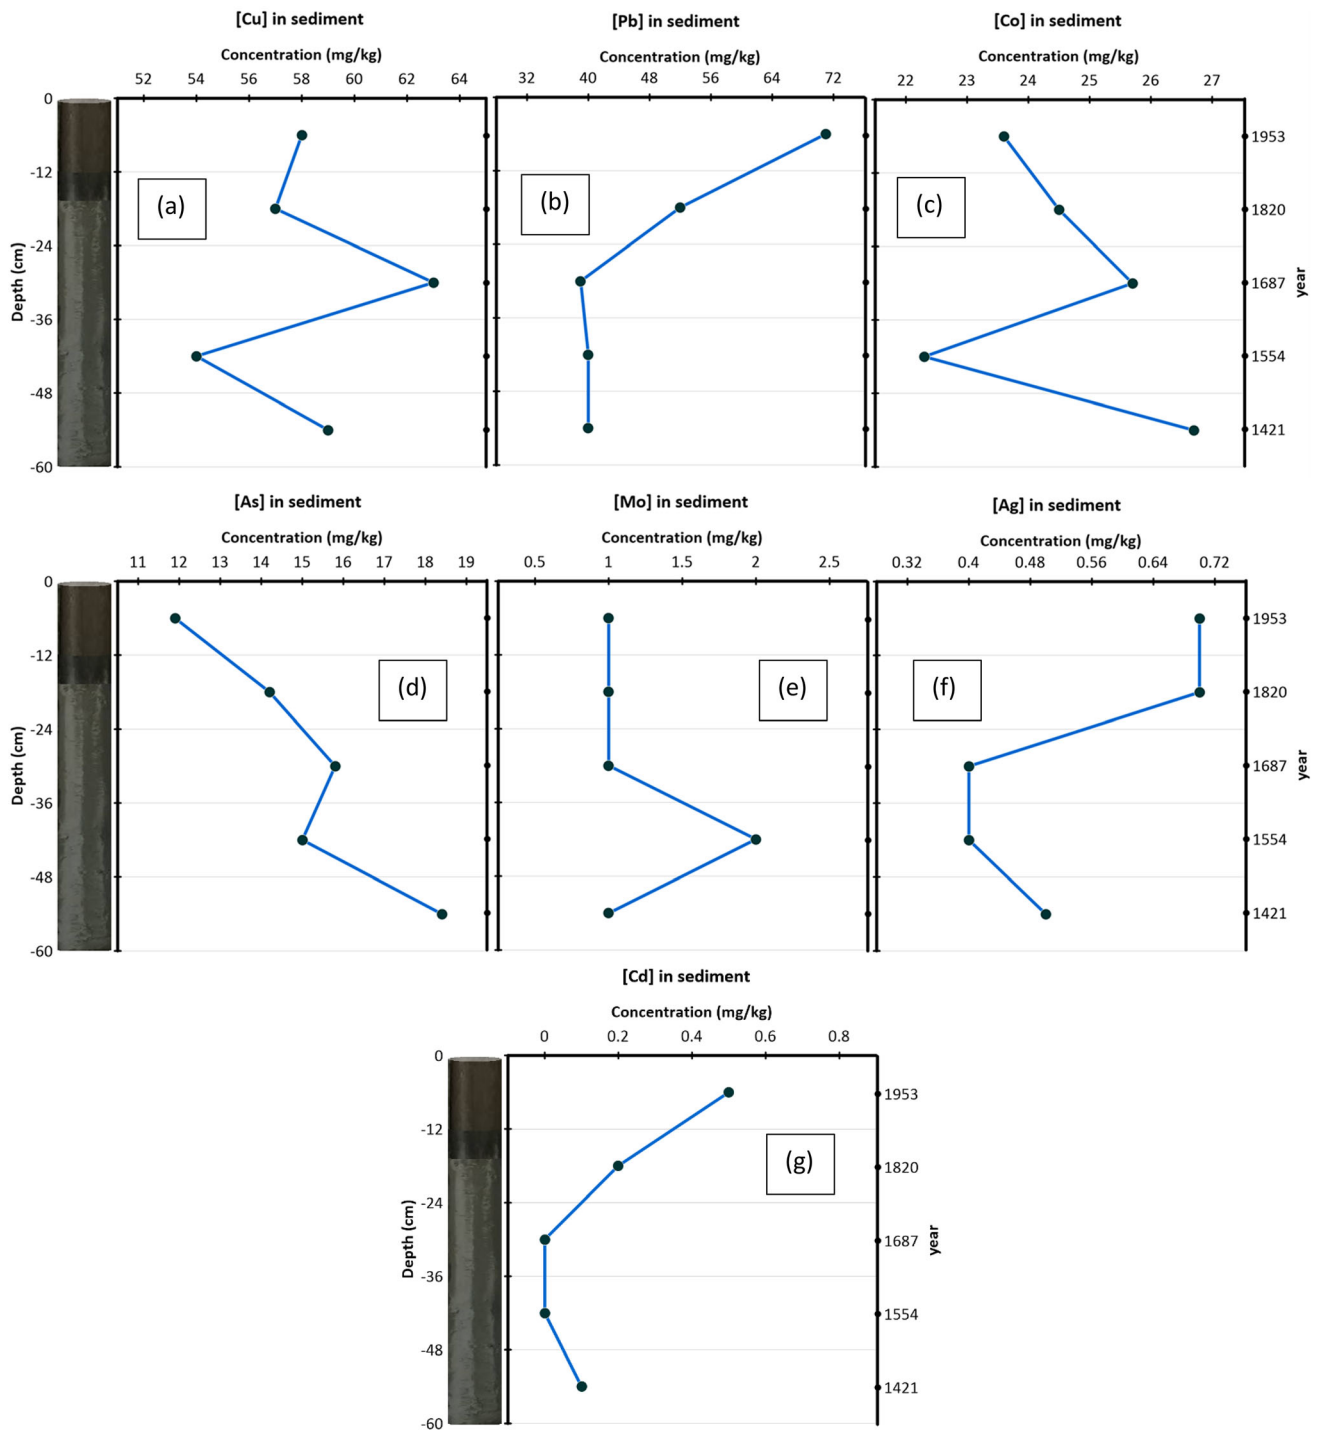 [Cu] in sediment
Concentration (mg/kg)
52 54 56 58 60 62 64
0
-12
-24
-36
-48
-60
Depth (cm)
(a)
[Pb] in sediment
Concentration (mg/kg)
32 40 48 56 64 72
(b)
[Co] in sediment
Concentration (mg/kg)
22 23 24 25 26 27
(c)
1953
1820
1687
1554
1421
year
[As] in sediment
Concentration (mg/kg)
11 12 13 14 15 16 17 18 19
0
-12
-24
-36
-48
-60
Depth (cm)
(d)
[Mo] in sediment
Concentration (mg/kg)
0.5 1 1.5 2 2.5
(e)
[Ag] in sediment
Concentration (mg/kg)
0.32 0.4 0.48 0.56 0.64 0.72
(f)
1953
1820
1687
1554
1421
year
[Cd] in sediment
Concentration (mg/kg)
0 0.2 0.4 0.6 0.8
0
-12
-24
-36
-48
-60
Depth (cm)
(g)
1953
1820
1687
1554
1421
year